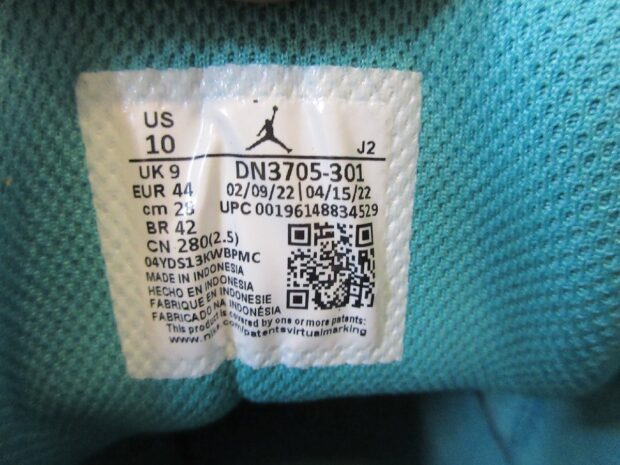 US
10
J2
UK 9
EUR 44
cm 28
BR 42
CN 280(2.5)
DN3705-301
02/09/22|04/15/22
UPC 00196148834529
04YDS13KWBPMC
MADE IN INDONESIA
HECHO EN INDONESIA
FABRIQUE EN INDONESIE
FABRICADO NA INDONÉSIA
This product is covered by one or more patents:
www.nike.com/patentsvirtualmarking